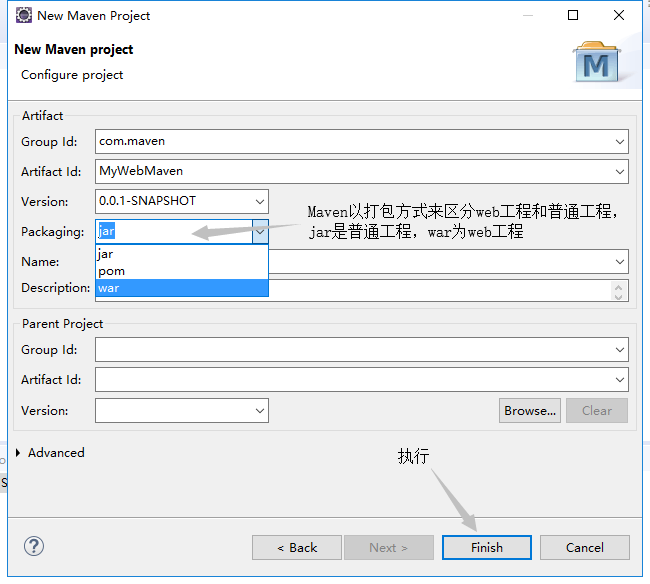 New Maven Project
New Maven project
Configure project
M
Artifact
Group Id: com.maven
Artifact Id: MyWebMaven
Version: 0.0.1-SNAPSHOT
Packaging: jar
Maven以打包方式来区分web工程和普通工程，
jar是普通工程，war为web工程
jar
pom
war
Name:
Description:
Parent Project
Group Id:
Artifact Id:
Version:
Browse...
Clear
Advanced
执行
?
< Back
Next >
Finish
Cancel